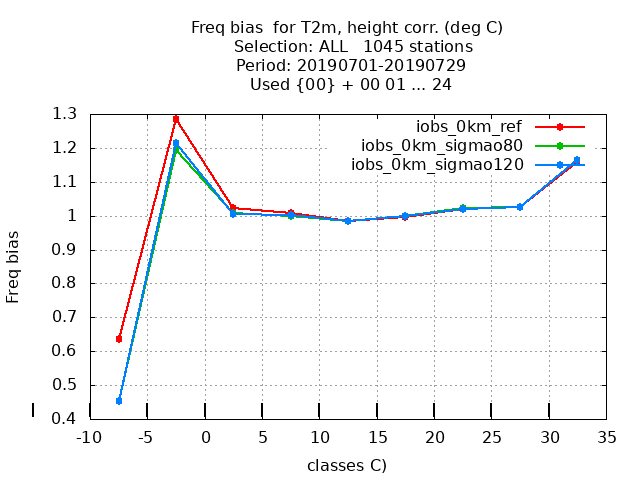 Freq bias  for T2m, height corr. (deg C)
Selection: ALL   1045 stations
Period: 20190701-20190729
Used {00} + 00 01 ... 24
iobs_0km_ref
iobs_0km_sigmao80
iobs_0km_sigmao120
Freq bias
1.3
1.2
1.1
1
0.9
0.8
0.7
0.6
0.5
0.4
-10 -5 0 5 10 15 20 25 30 35
classes C)